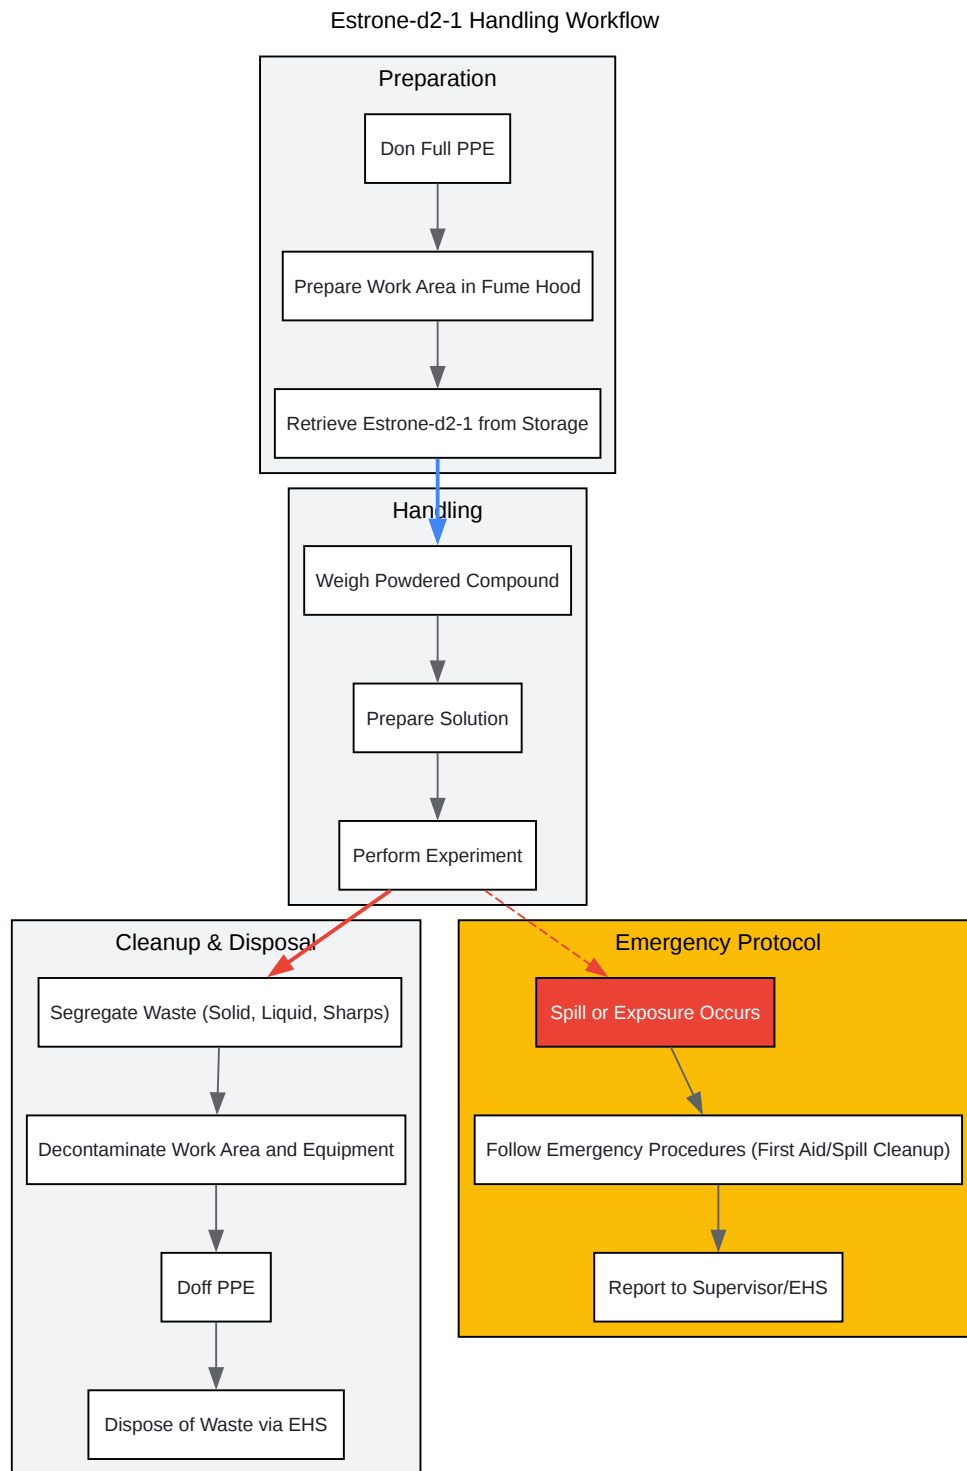 Estrone-d2-1 Handling Workflow
Preparation
Don Full PPE
Prepare Work Area in Fume Hood
Retrieve Estrone-d2-1 from Storage
Handling
Weigh Powdered Compound
Prepare Solution
Perform Experiment
Cleanup & Disposal
Segregate Waste (Solid, Liquid, Sharps)
Decontaminate Work Area and Equipment
Doff PPE
Dispose of Waste via EHS
Emergency Protocol
Spill or Exposure Occurs
Follow Emergency Procedures (First Aid/Spill Cleanup)
Report to Supervisor/EHS